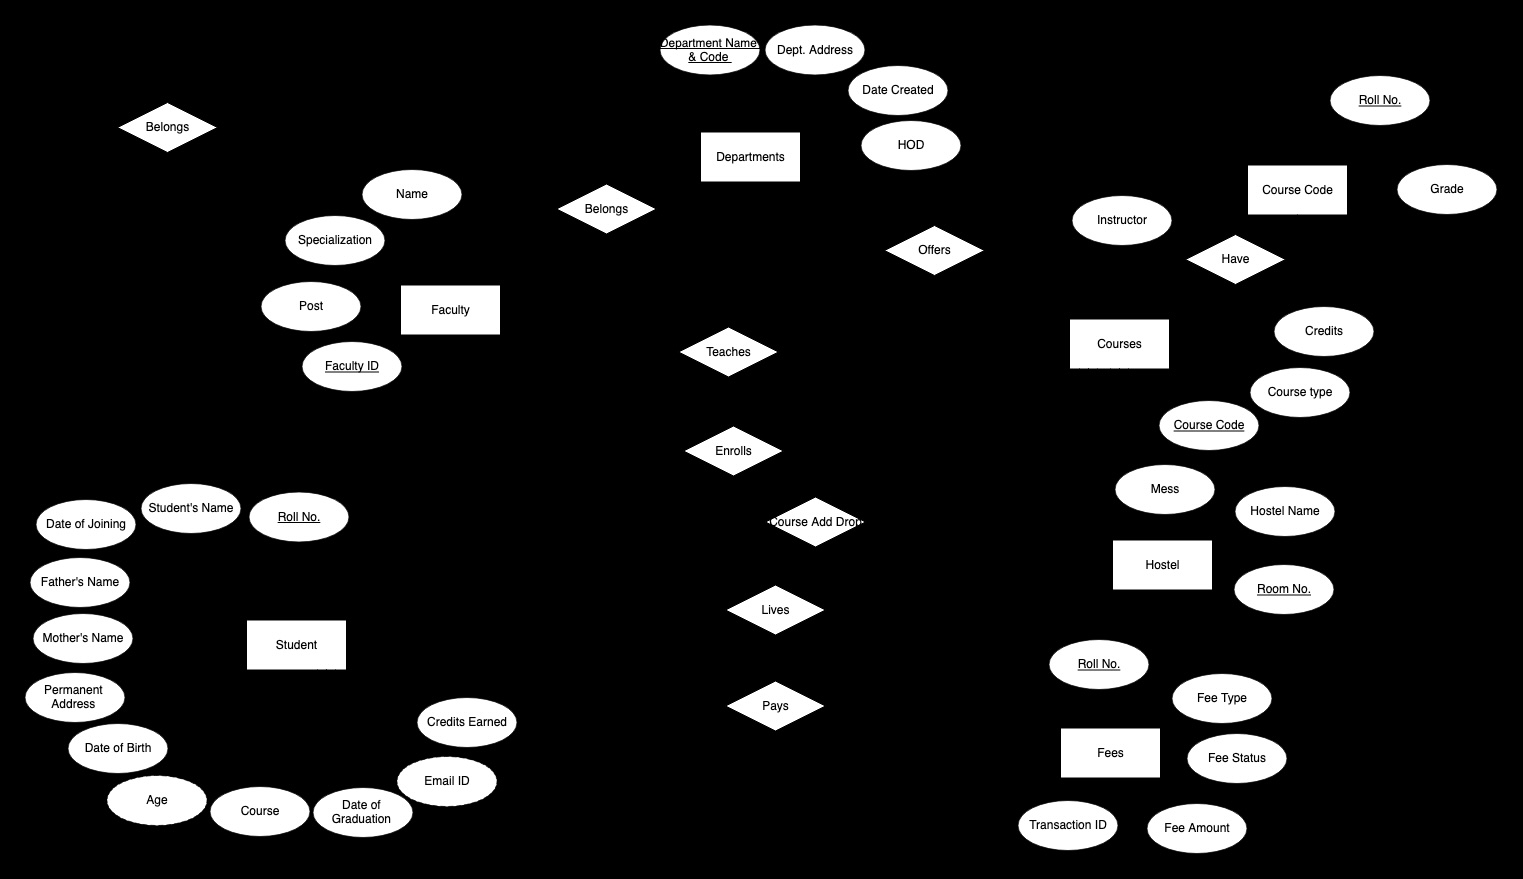 Department Name
& Code
Dept. Address
Date Created
HOD
Departments
Belongs
Name
Specialization
Post
Faculty
Faculty ID
Belongs
Offers
Roll No.
Course Code
Grade
Instructor
Have
Courses
Credits
Course type
Course Code
Teaches
Enrolls
Course Add Drop
Lives
Pays
Mess
Hostel Name
Hostel
Room No.
Date of Joining
Student's Name
Roll No.
Father's Name
Mother's Name
Student
Permanent
Address
Date of Birth
Age
Course
Date of
Graduation
Email ID
Credits Earned
Roll No.
Fee Type
Fees
Fee Status
Transaction ID
Fee Amount